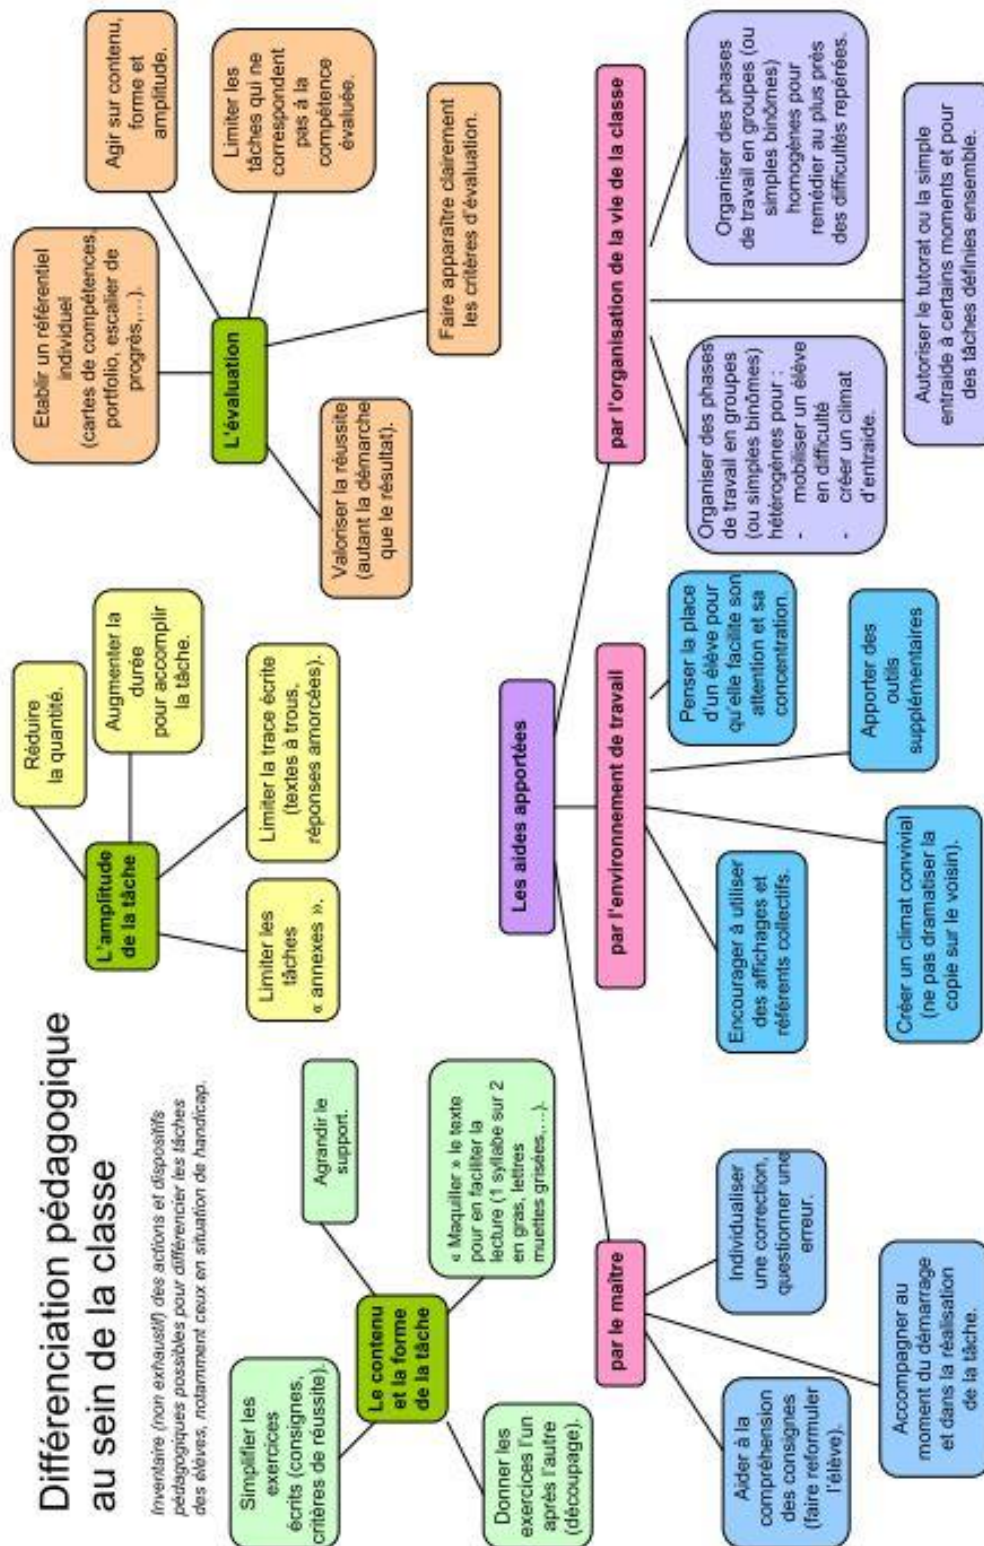 Différenciation pédagogique
au sein de la classe
Inventaire (non exhaustif) des actions et dispositifs
pédagogiques possibles pour différencier les tâches
des élèves, notamment ceux en situation de handicap.
Simplifier les
exercices
écrits (consignes,
critères de réussite).
Agrandir le
support.
Le contenu
et la forme
de la tâche
« Maquiller » le texte
pour en faciliter la
lecture (1 syllabe sur 2
en gras, lettres
muettes grisées,…).
Donner les
exercices l'un
après l'autre
(découpage).
Réduire
la quantité.
L'amplitude
de la tâche
Augmenter la
durée
pour accomplir
la tâche.
Limiter les
tâches
« annexes ».
Limiter la trace écrite
(textes à trous,
réponses amorcées).
Etablir un référentiel
individuel
(cartes de compétences,
portfolio, escalier de
progrès,…).
Agir sur contenu,
forme et
amplitude.
L'évaluation
Limiter les
tâches qui ne
correspondent
pas à la
compétence
évaluée.
Valoriser la réussite
(autant la démarche
que le résultat).
Faire apparaître clairement
les critères d'évaluation.
Les aides apportées
par le maître
Aider à la
compréhension
des consignes
(faire reformuler
l'élève).
Individualiser
une correction,
questionner une
erreur.
Accompagner au
moment du démarrage
et dans la réalisation
de la tâche.
par l'environnement de travail
Encourager à utiliser
des affichages et
référents collectifs.
Penser la place
d'un élève pour
qu'elle facilite son
attention et sa
concentration.
Créer un climat convivial
(ne pas dramatiser la
copie sur le voisin).
Apporter des
outils
supplémentaires
par l'organisation de la vie de la classe
Organiser des phases
de travail en groupes
(ou simples binômes)
hétérogènes pour :
- mobiliser un élève
en difficulté
- créer un climat
d'entraide.
Organiser des phases
de travail en groupes (ou
simples binômes)
homogènes pour
remédier au plus près
des difficultés repérées.
Autoriser le tutorat ou la simple
entraide à certains moments et pour
des tâches définies ensemble.